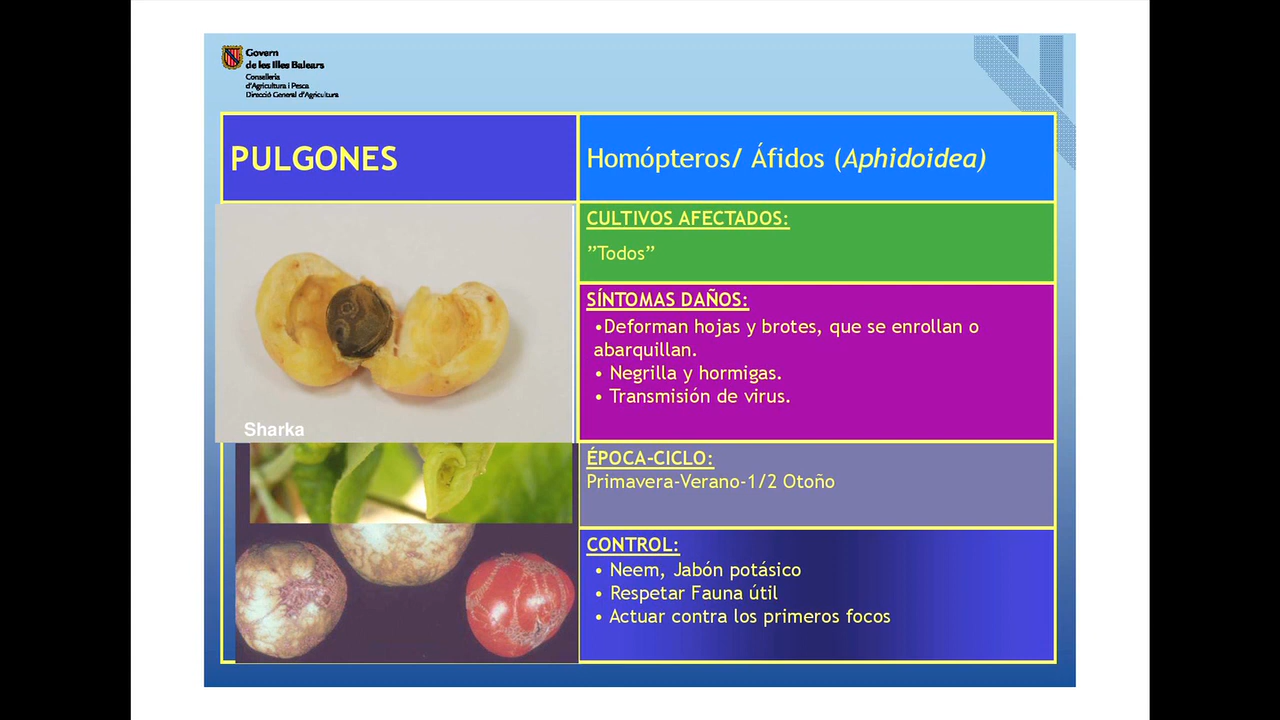 Govern
de les Illes Balears
Conselleria
d'Agricultura i Pesca
Direcció General d'Agricultura
PULGONES
Homópteros/ Áfidos (Aphidoidea)
Sharka
CULTIVOS AFECTADOS:
”Todos”
SÍNTOMAS DAÑOS:
•Deforman hojas y brotes, que se enrollan o
abarquillan.
• Negrilla y hormigas.
• Transmisión de virus.
ÉPOCA-CICLO:
Primavera-Verano-1/2 Otoño
CONTROL:
• Neem, Jabón potásico
• Respetar Fauna útil
• Actuar contra los primeros focos